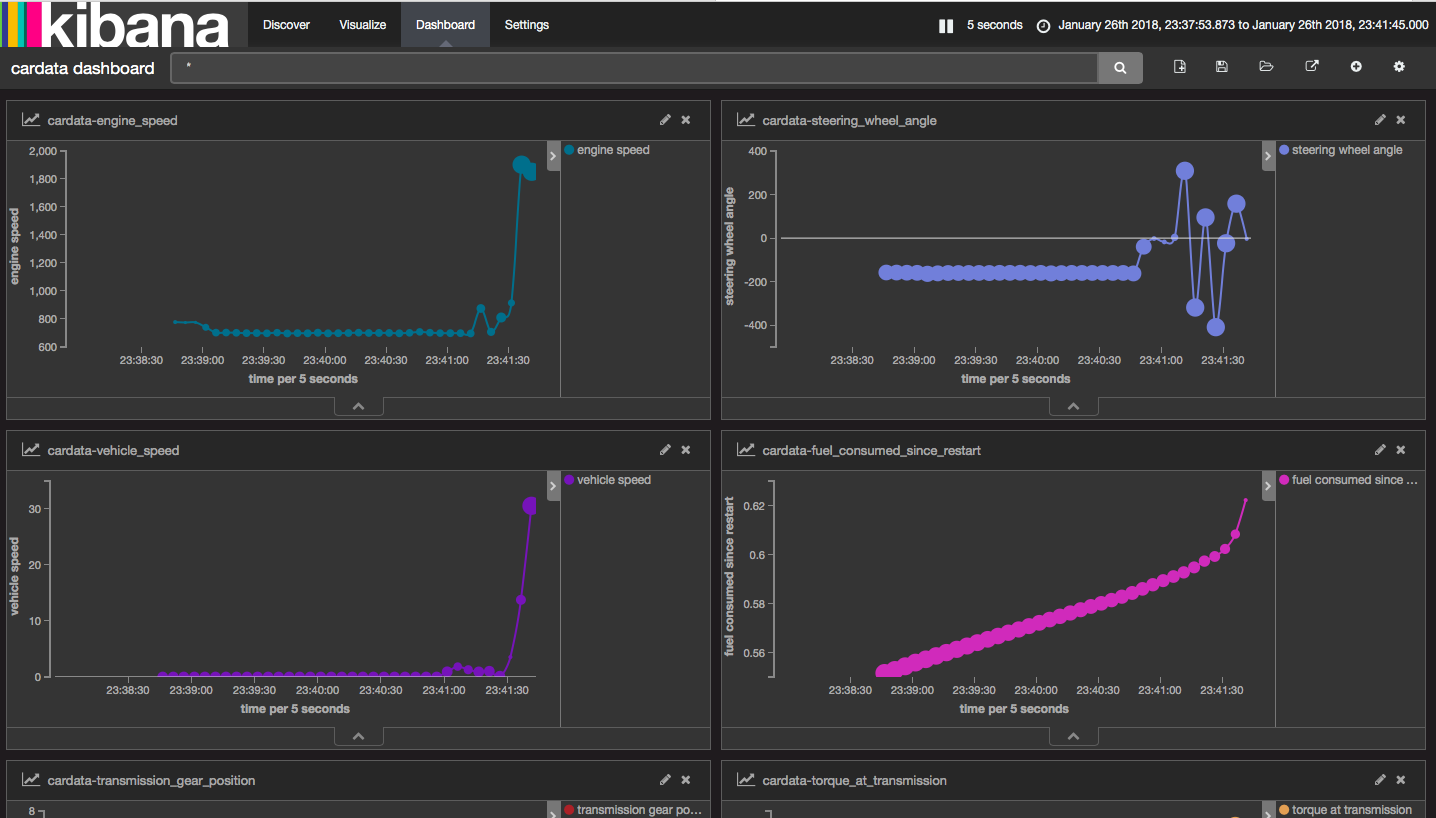 kibana Discover Visualize Dashboard Settings 5 seconds January 26th 2018, 23:37:53.873 to January 26th 2018, 23:41:45.000
cardata dashboard *
cardata-engine_speed
2,000
1,800
1,600
1,400
1,200
1,000
800
600
engine speed
23:38:30 23:39:00 23:39:30 23:40:00 23:40:30 23:41:00 23:41:30
time per 5 seconds
engine speed
cardata-steering_wheel_angle
400
200
0
-200
-400
steering wheel angle
23:38:30 23:39:00 23:39:30 23:40:00 23:40:30 23:41:00 23:41:30
time per 5 seconds
steering wheel angle
cardata-vehicle_speed
30
20
10
0
vehicle speed
23:38:30 23:39:00 23:39:30 23:40:00 23:40:30 23:41:00 23:41:30
time per 5 seconds
vehicle speed
cardata-fuel_consumed_since_restart
0.62
0.6
0.58
0.56
fuel consumed since restart
23:38:30 23:39:00 23:39:30 23:40:00 23:40:30 23:41:00 23:41:30
time per 5 seconds
fuel consumed since ...
cardata-transmission_gear_position
8
transmission gear po...
cardata-torque_at_transmission
torque at transmission